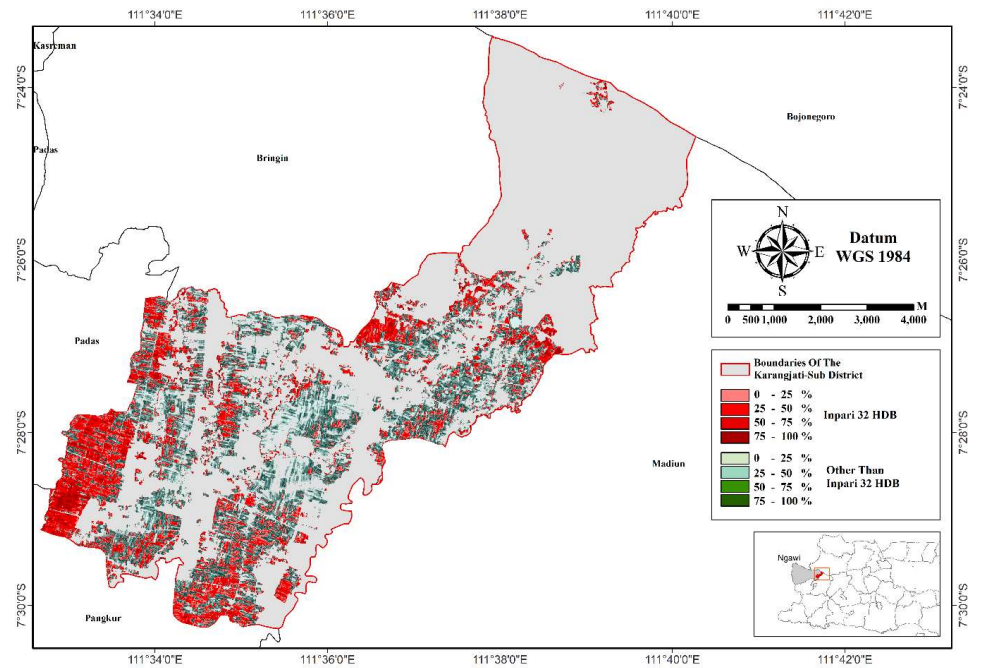 111°34'0"E 111°36'0"E 111°38'0"E 111°40'0"E 111°42'0"E
Kasreman
7°24'0"S 7°24'0"S
Bojonegoro
Padas
Bringin
N
W E
S
Datum
WGS 1984
7°26'0"S 7°26'0"S
M
0 500 1,000 2,000 3,000 4,000
Padas
Boundaries Of The
Karangjati-Sub District
0 - 25 %
25 - 50 %
50 - 75 %
75 - 100 %
Inpari 32 HDB
7°28'0"S 7°28'0"S
0 - 25 %
25 - 50 %
50 - 75 %
75 - 100 %
Other Than
Inpari 32 HDB
Madiun
Ngawi
7°30'0"S 7°30'0"S
Pangkur
111°34'0"E 111°36'0"E 111°38'0"E 111°40'0"E 111°42'0"E